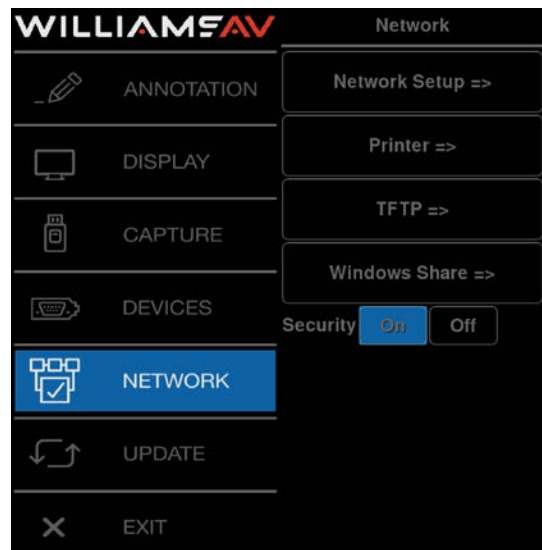 WILLIAMSAV
ANNOTATION
DISPLAY
CAPTURE
DEVICES
NETWORK
UPDATE
EXIT
Network
Network Setup =>
Printer =>
TFTP =>
Windows Share =>
Security On Off